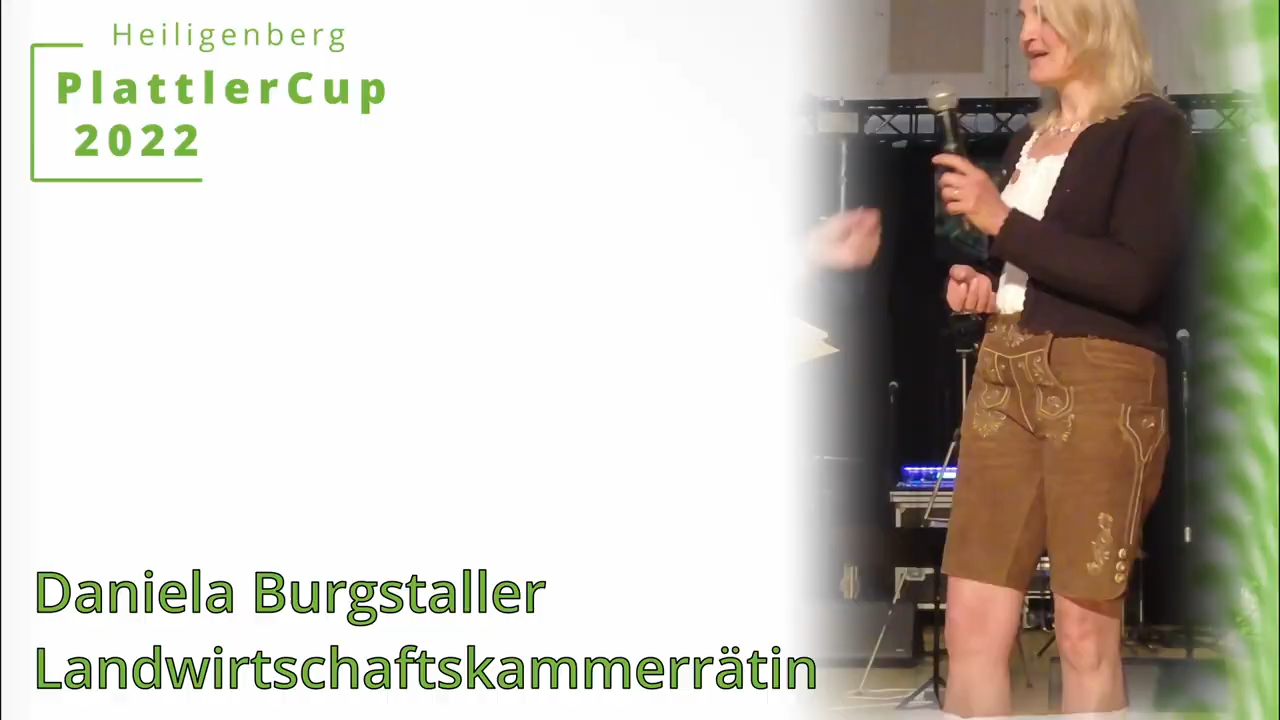 Heiligenberg
PlattlerCup
2022
Daniela Burgstaller
Landwirtschaftskammerrätin